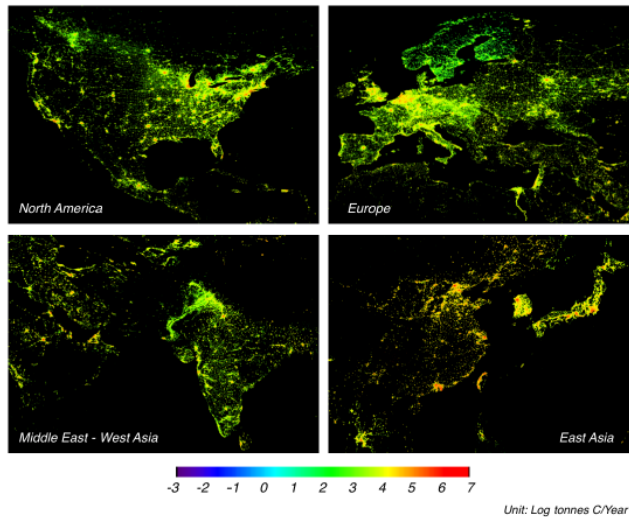 North America
Europe
Middle East - West Asia
East Asia
-3 -2 -1 0 1 2 3 4 5 6 7
Unit: Log tonnes C/Year